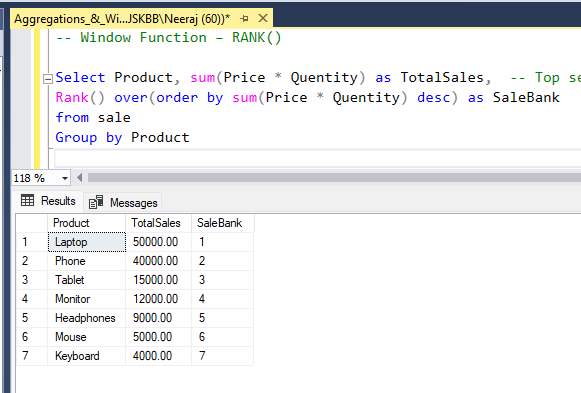 Aggregations_&_Wi...JSKBB\Neeraj (60))*
-- Window Function – RANK()
Select Product, sum(Price * Quentity) as TotalSales, -- Top se
Rank() over(order by sum(Price * Quentity) desc) as SaleBank
from sale
Group by Product
118 %
Results Messages
Product TotalSales SaleBank
1 Laptop 50000.00 1
2 Phone 40000.00 2
3 Tablet 15000.00 3
4 Monitor 12000.00 4
5 Headphones 9000.00 5
6 Mouse 5000.00 6
7 Keyboard 4000.00 7